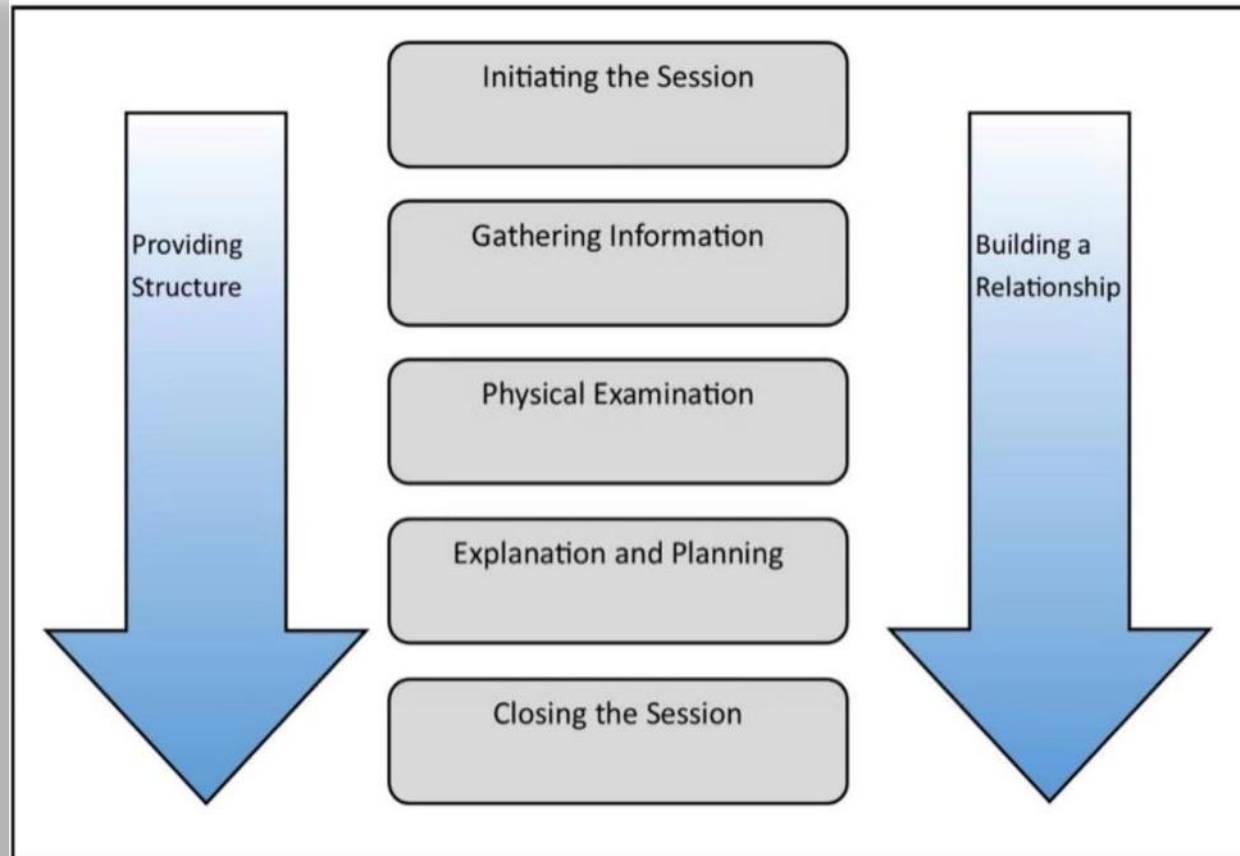 Initiating the Session
Providing
Structure
Gathering Information
Building a
Relationship
Physical Examination
Explanation and Planning
Closing the Session